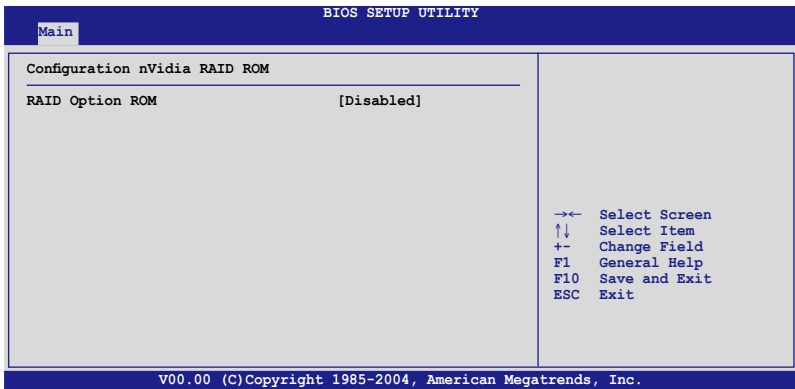 BIOS SETUP UTILITY
Main
Configuration nVidia RAID ROM
RAID Option ROM [Disabled]
→← Select Screen
↑↓ Select Item
+- Change Field
F1 General Help
F10 Save and Exit
ESC Exit
V00.00 (C)Copyright 1985-2004, American Megatrends, Inc.